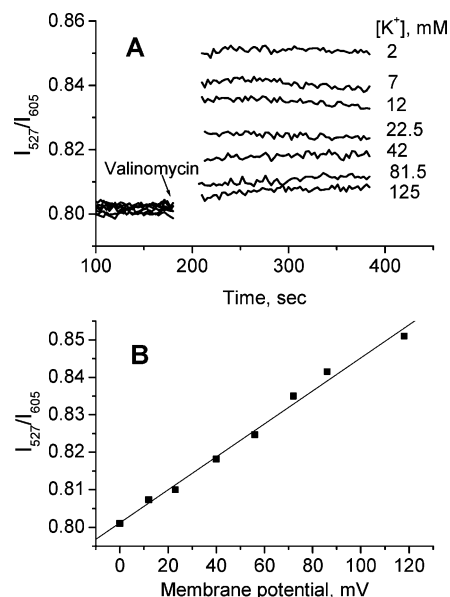 A
[K⁺], mM
0.86
0.84
0.82
0.80
I₅₂₇/I₆₀₅
Valinomycin
2
7
12
22.5
42
81.5
125
100 200 300 400
Time, sec
B
0.85
0.84
0.83
0.82
0.81
0.80
I₅₂₇/I₆₀₅
0 20 40 60 80 100 120
Membrane potential, mV